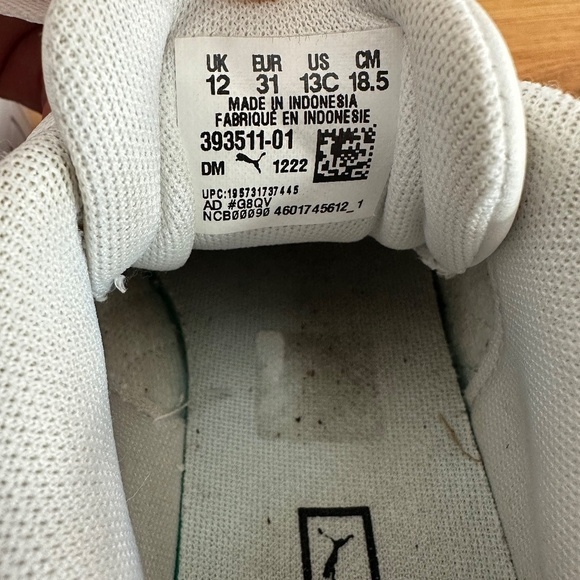 UK EUR US CM
12 31 13C 18.5
MADE IN INDONESIA
FABRIQUÉ EN INDONESIE
393511-01
DM 1222
UPC:195731737445
AD #G8QV
NCB00090 4601745612_1